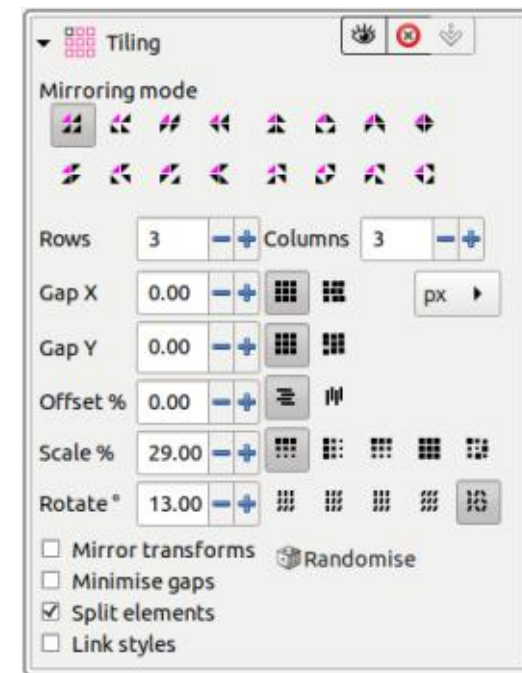 Tiling
Mirroring mode
Rows 3 Columns 3
Gap X 0.00 px
Gap Y 0.00
Offset % 0.00
Scale % 29.00
Rotate ° 13.00
Mirror transforms Randomise
Minimise gaps
Split elements
Link styles